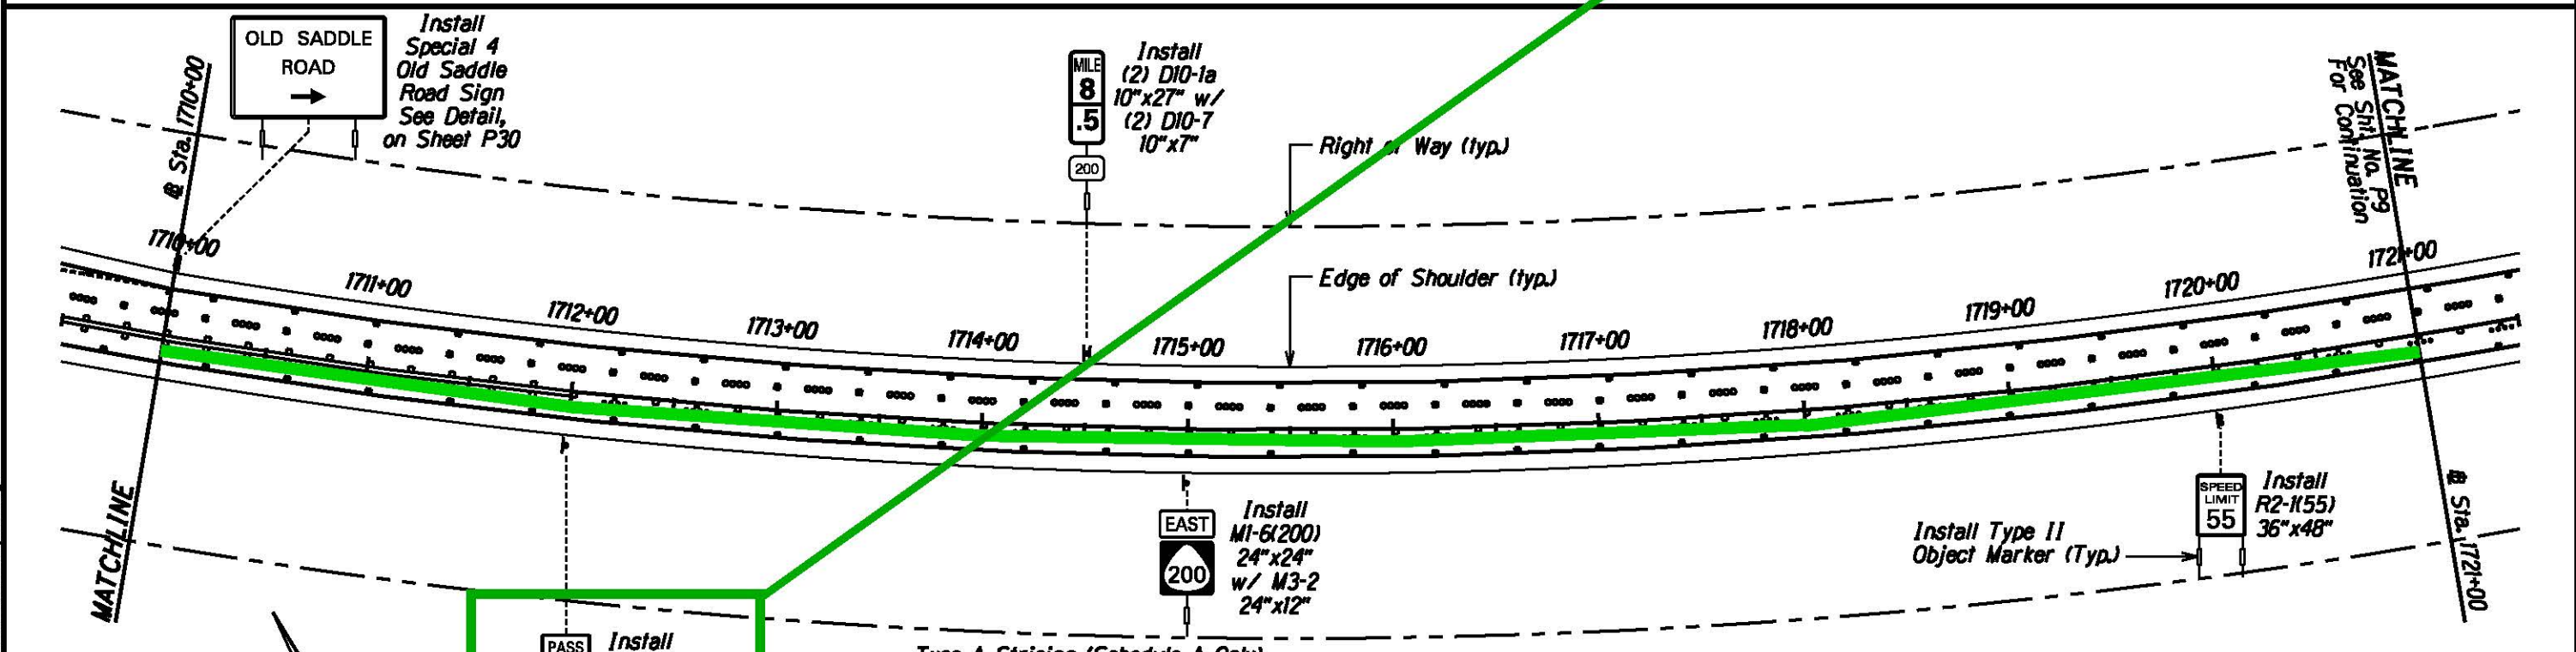 OLD SADDLE
ROAD
Install
Special 4
Old Saddle
Road Sign
See Detail,
on Sheet P30
℄ Sta. 1710+00
MATCHLINE
MILE
8
.5
200
Install
(2) D10-1a
10"x27" w/
(2) D10-7
10"x7"
Right of Way (typ.)
Edge of Shoulder (typ.)
MATCHLINE
See Sht. No. P9
For Continuation
1710+00
1711+00
1712+00
1713+00
1714+00
1715+00
1716+00
1717+00
1718+00
1719+00
1720+00
1721+00
EAST
200
Install
M1-6(200)
24"x24"
w/ M3-2
24"x12"
Install Type II
Object Marker (Typ.)
SPEED
LIMIT
55
Install
R2-1(55)
36"x48"
℄ Sta. 1721+00
PASS
Install
Type A Striping (Schedule A Only)